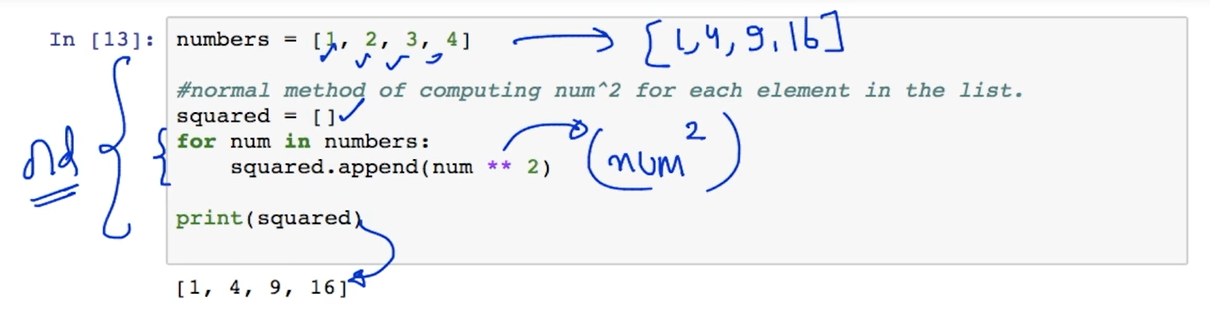 In [13]: numbers = [1, 2, 3, 4] [1,4,9,16]
#normal method of computing num^2 for each element in the list.
squared = []
for num in numbers:
squared.append(num ** 2) (num²)
print(squared)
[1, 4, 9, 16]